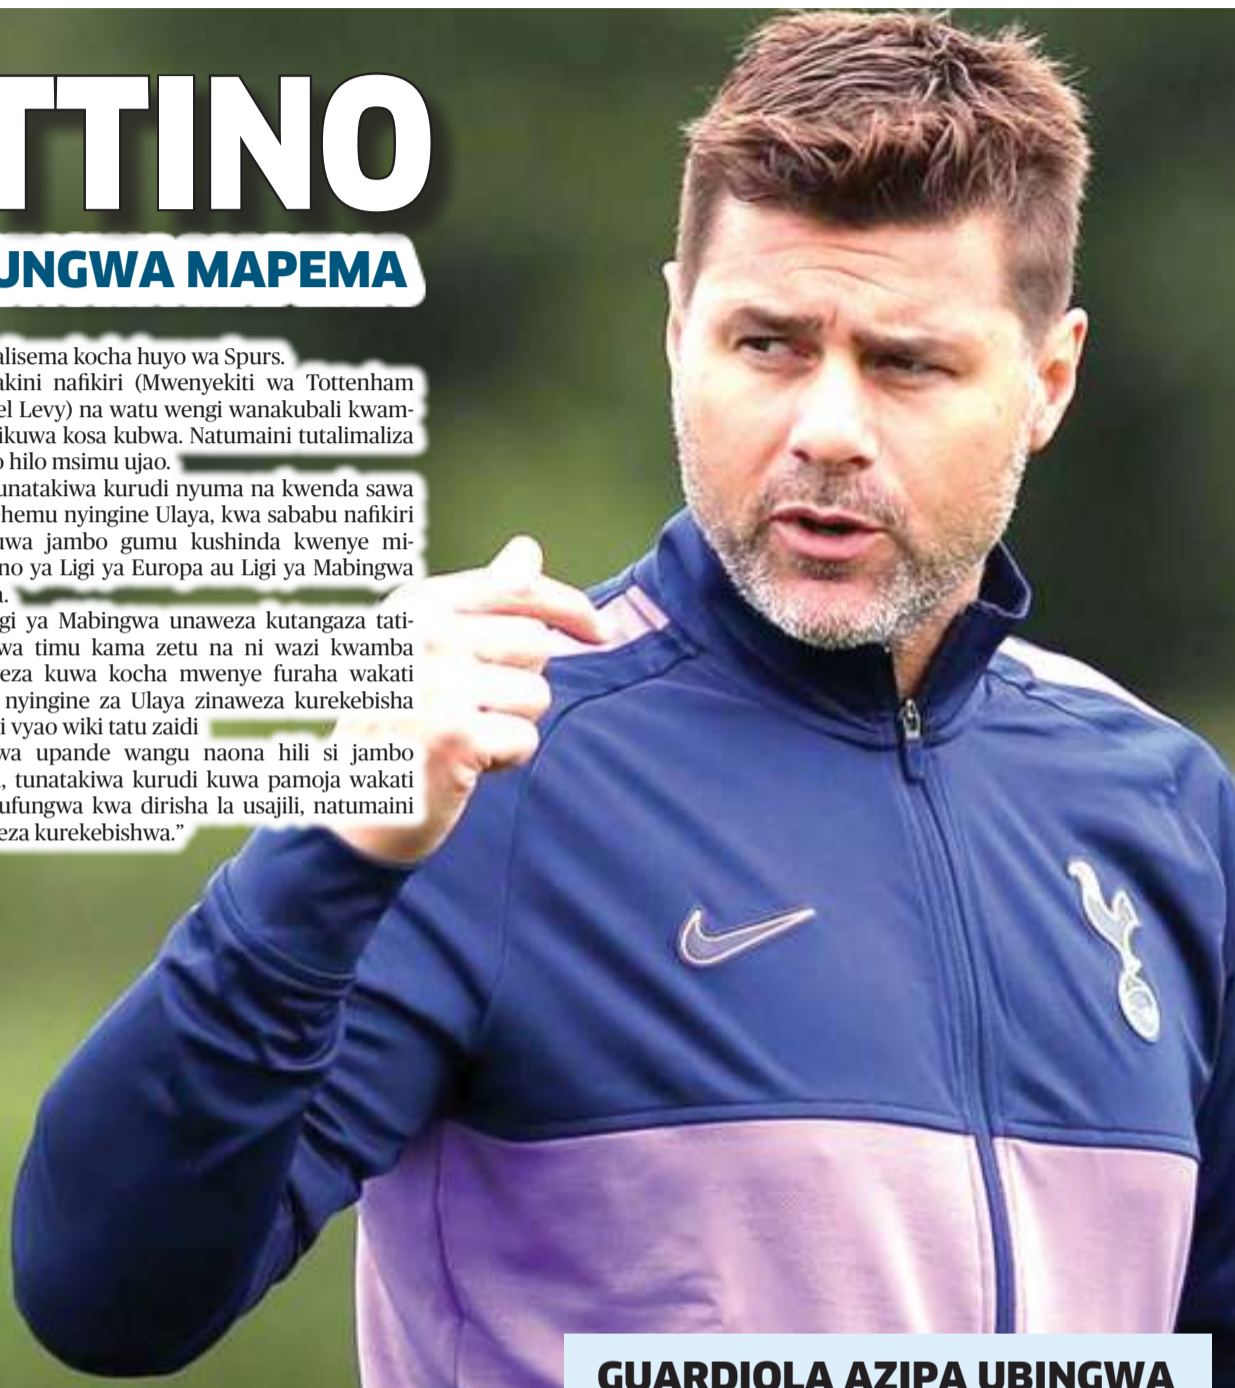 TTINO
UNGWA MAPEMA
alisema kocha huyo wa Spurs.
akini nafikiri (Mwenyekiti wa Tottenham
el Levy) na watu wengi wanakubali kwam-
ikuwa kosa kubwa. Natumaini tutalimaliza
o hilo msimu ujao.
unatakiwa kurudi nyuma na kwenda sawa
hemu nyingine Ulaya, kwa sababu nafikiri
uwa jambo gumu kushinda kwenye mi-
no ya Ligi ya Europa au Ligi ya Mabingwa
a.
gi ya Mabingwa unaweza kutangaza tati-
wa timu kama zetu na ni wazi kwamba
eza kuwa kocha mwenye furaha wakati
nyingine za Ulaya zinaweza kurekebisha
i vyao wiki tatu zaidi
wa upande wangu naona hili si jambo
, tunatakiwa kurudi kuwa pamoja wakati
ufungwa kwa dirisha la usajili, natumaini
eza kurekebishwa.”
GUARDIOLA AZIPA UBINGWA